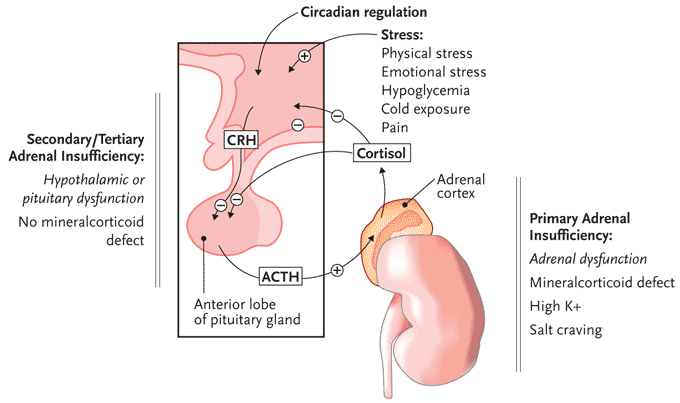 Circadian regulation
Stress:
Physical stress
Emotional stress
Hypoglycemia
Cold exposure
Pain
+
−
−
CRH
Cortisol
Secondary/Tertiary
Adrenal Insufficiency:
Hypothalamic or
pituitary dysfunction
No mineralcorticoid
defect
−
−
Adrenal
cortex
ACTH
+
Anterior lobe
of pituitary gland
Primary Adrenal
Insufficiency:
Adrenal dysfunction
Mineralcorticoid defect
High K+
Salt craving